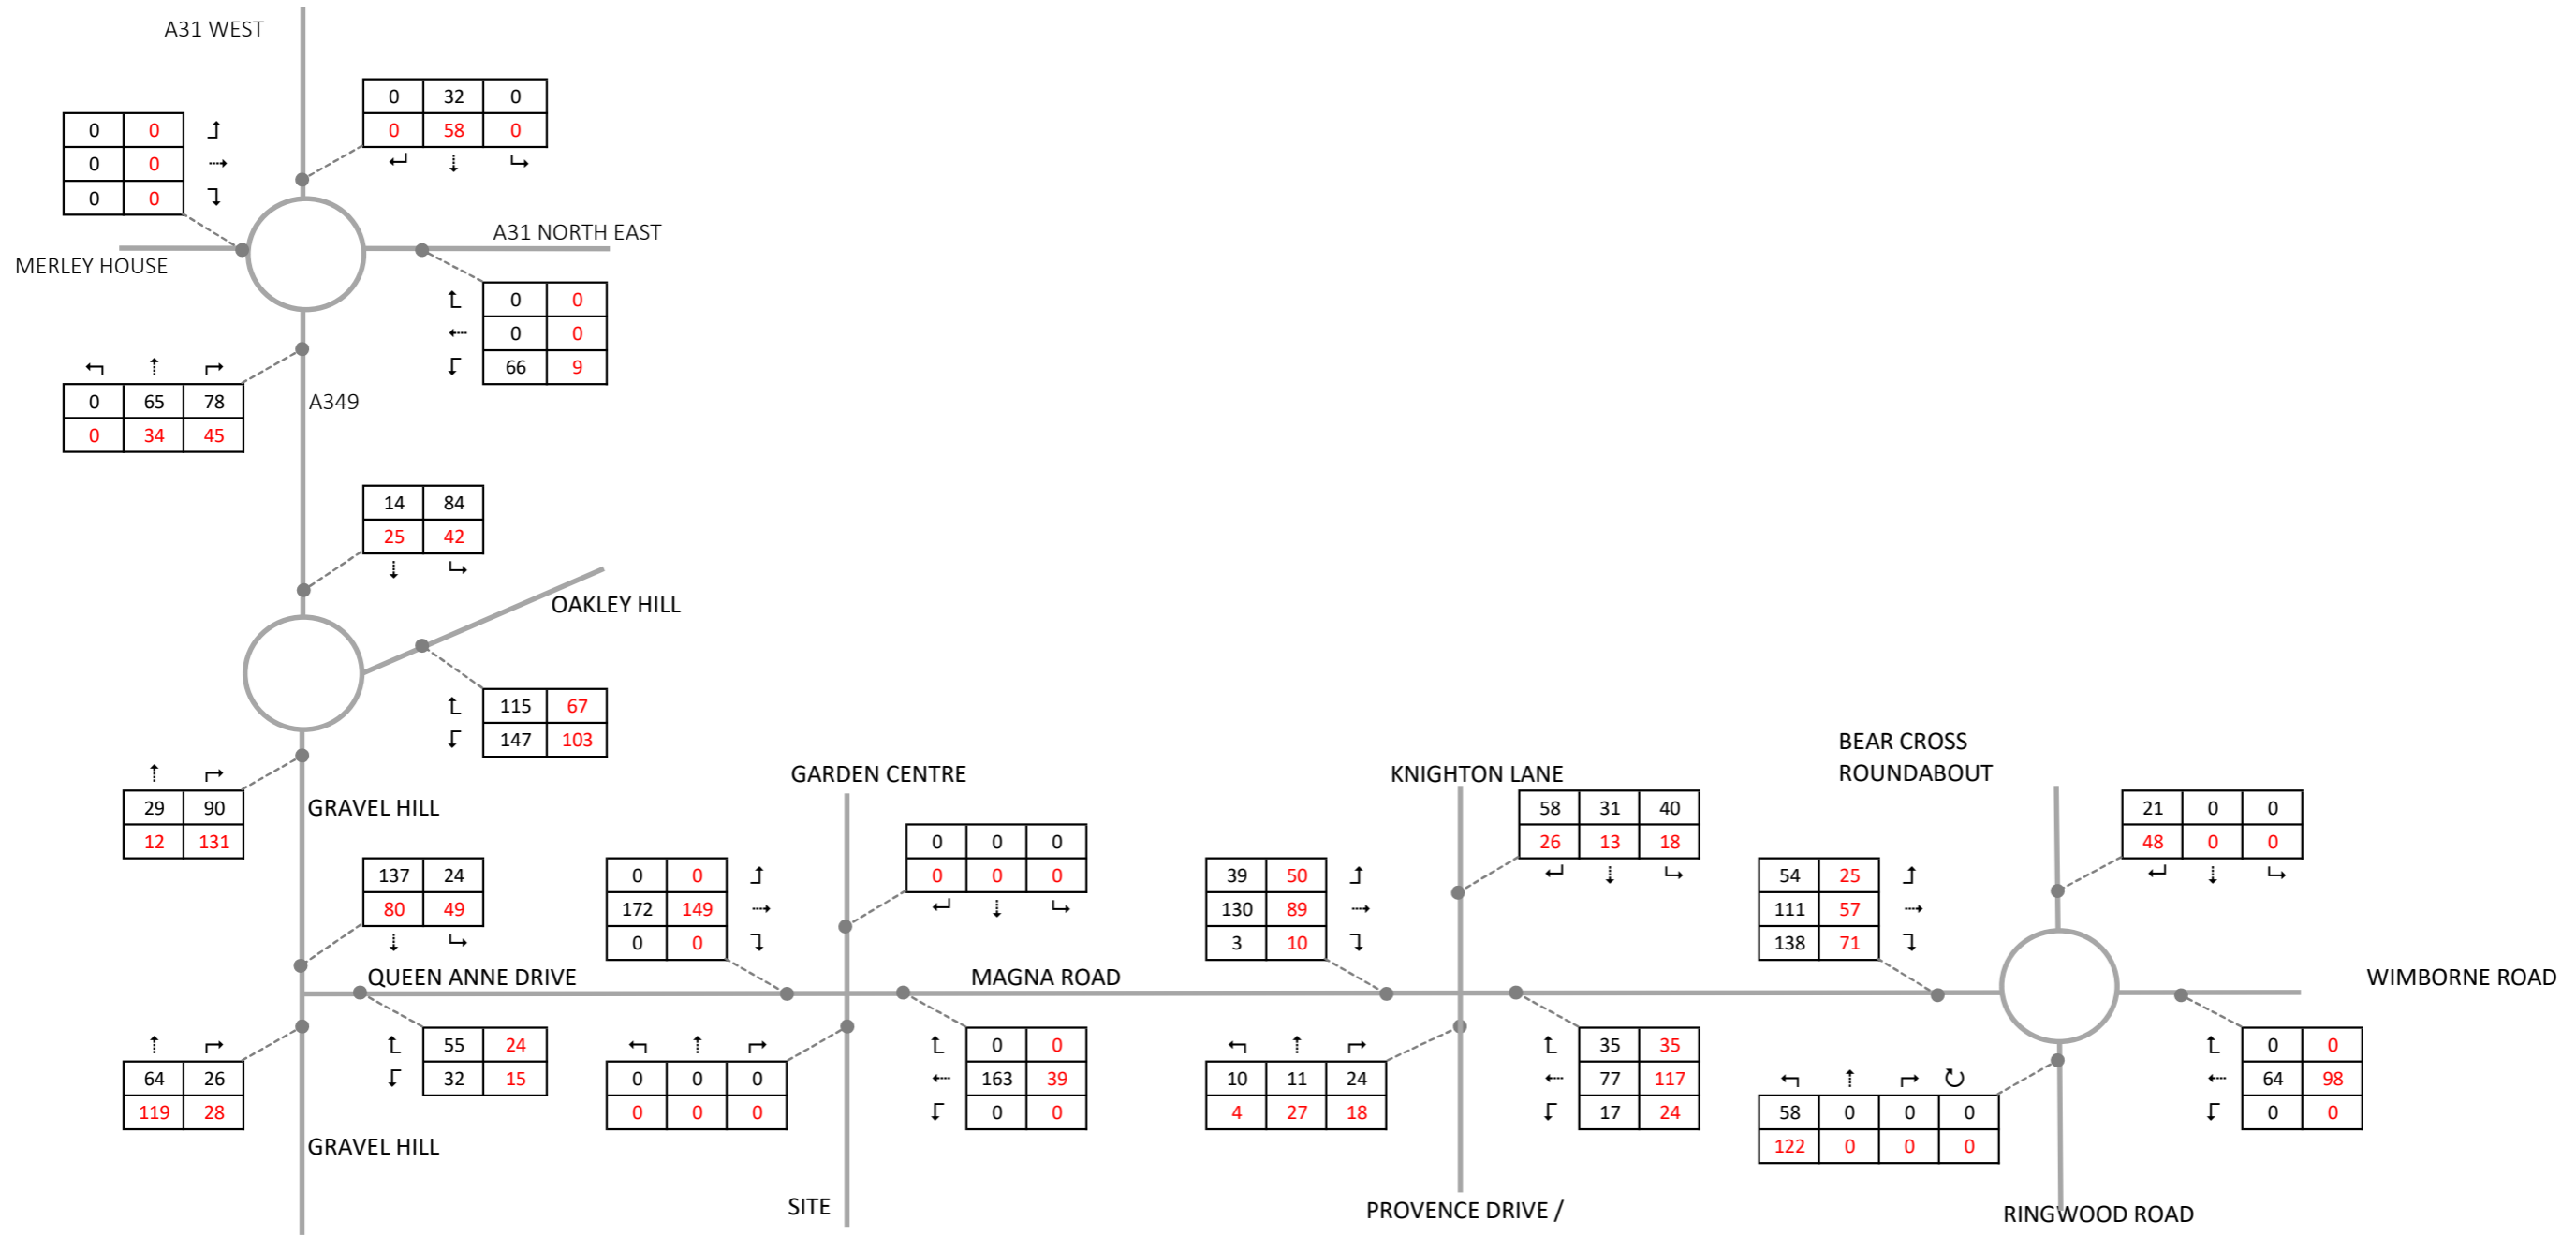 A31 WEST
0 32 0
0 58 0
0 0
0 0
0 0
A31 NORTH EAST
MERLEY HOUSE
0 0
0 0
66 9
0 65 78
0 34 45
A349
14 84
25 42
OAKLEY HILL
115 67
147 103
29 90
12 131
GRAVEL HILL
137 24
80 49
QUEEN ANNE DRIVE
55 24
32 15
64 26
119 28
GRAVEL HILL
GARDEN CENTRE
0 0 0
0 0 0
0 0
172 149
0 0
MAGNA ROAD
0 0
163 39
0 0
0 0 0
0 0 0
SITE
KNIGHTON LANE
58 31 40
26 13 18
39 50
130 89
3 10
35 35
77 117
17 24
10 11 24
4 27 18
PROVENCE DRIVE /
BEAR CROSS
ROUNDABOUT
21 0 0
48 0 0
54 25
111 57
138 71
WIMBORNE ROAD
0 0
64 98
0 0
58 0 0 0
122 0 0 0
RINGWOOD ROAD